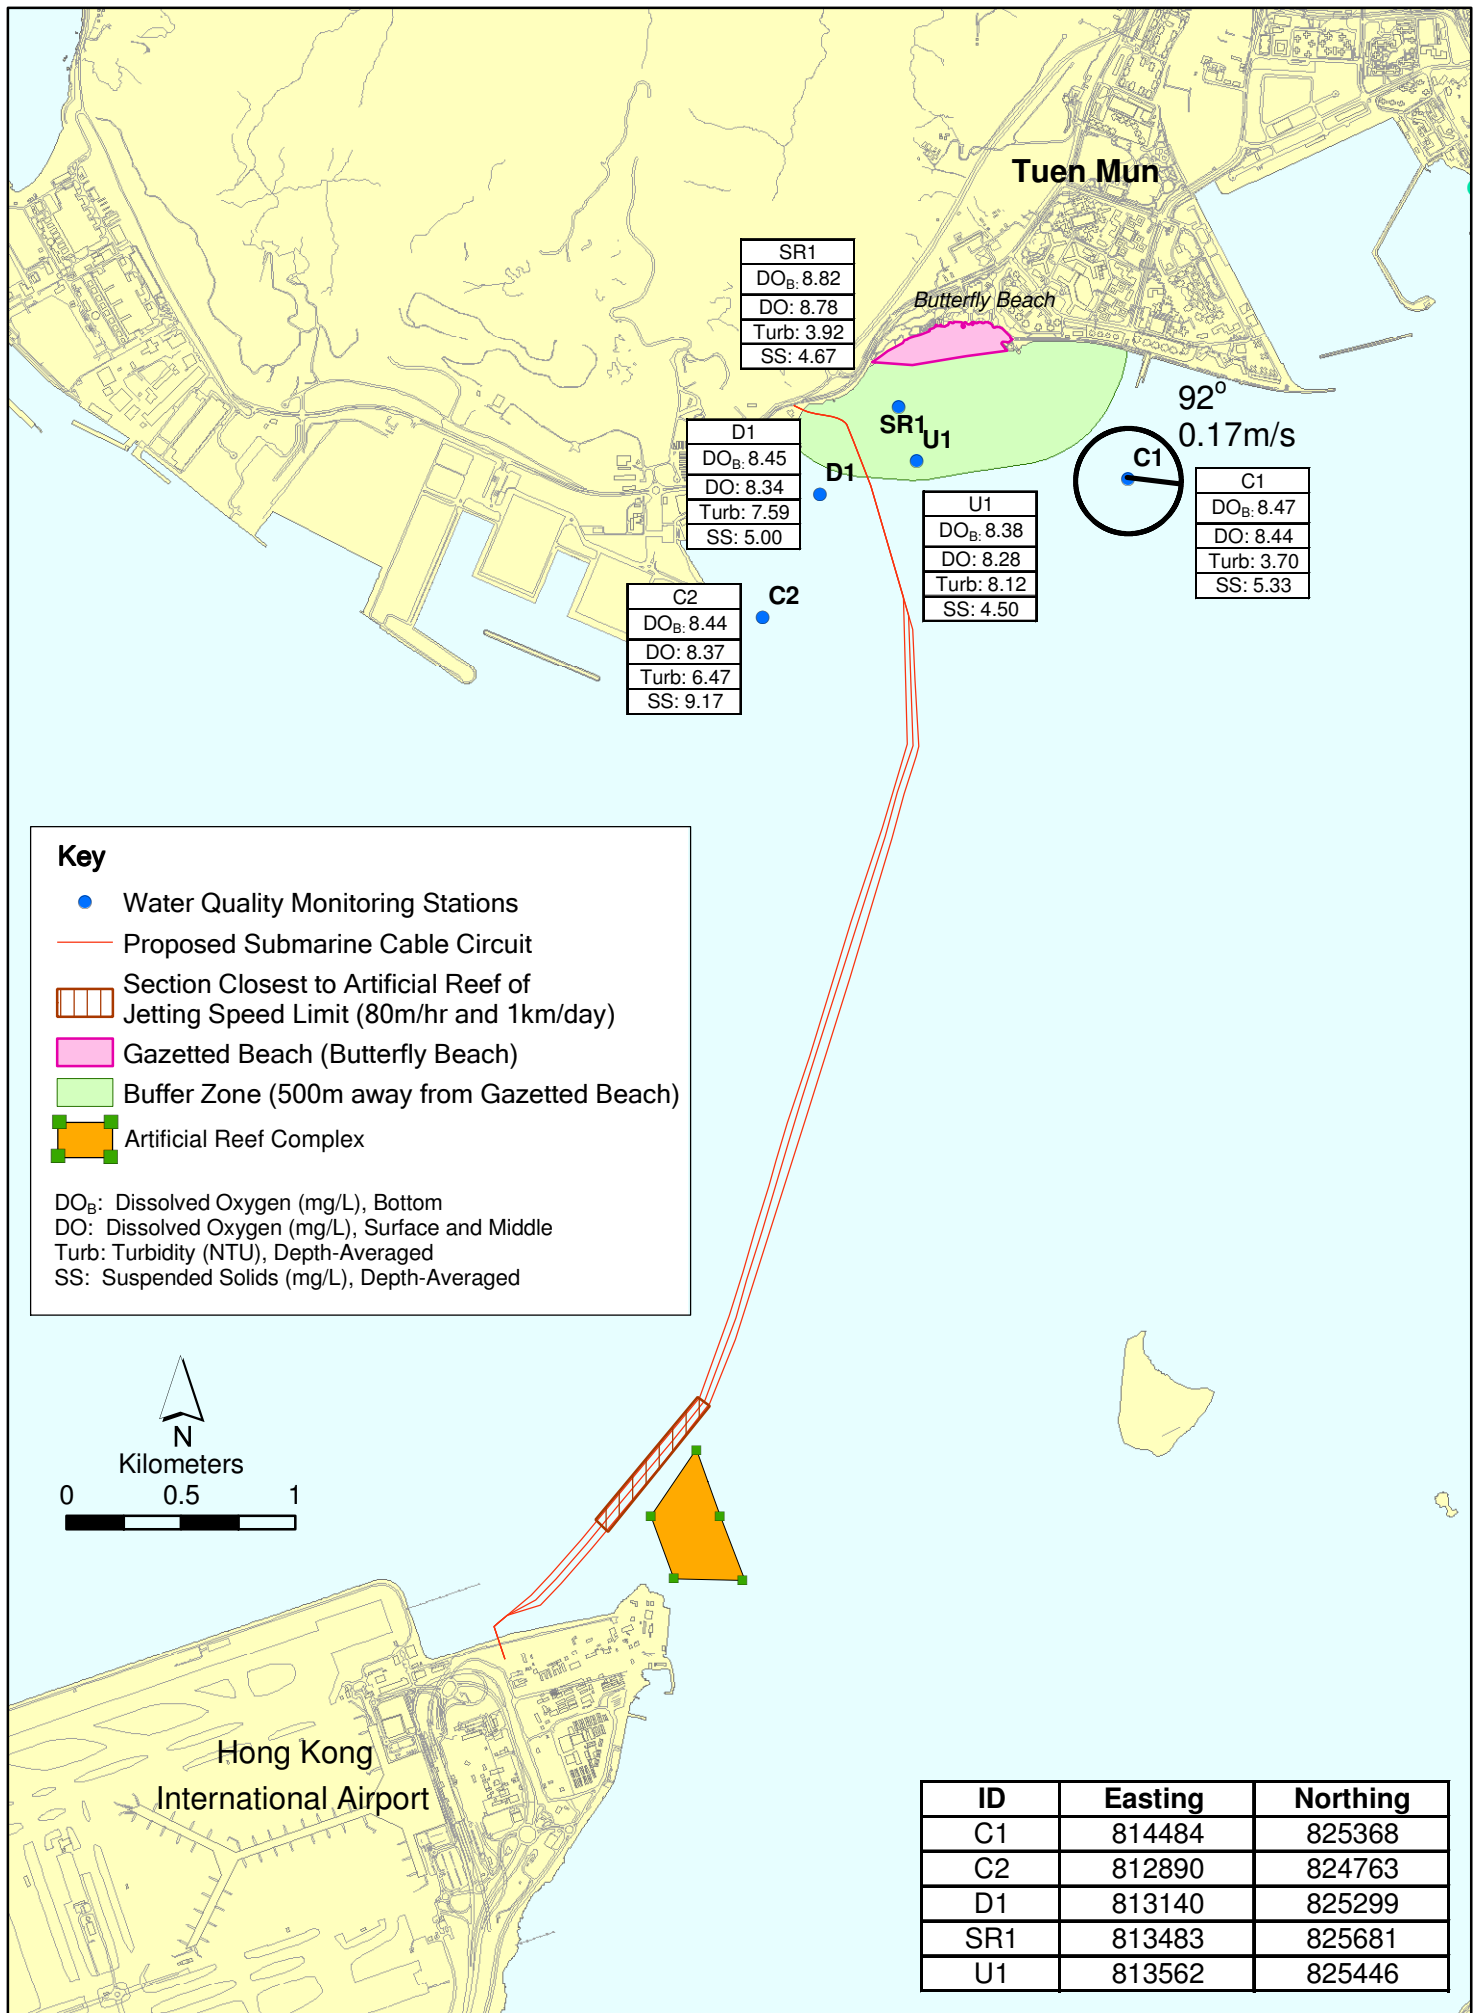 Tuen Mun
SR1
DO_B: 8.82
DO: 8.78
Turb: 3.92
SS: 4.67
Butterfly Beach
92°
0.17m/s
SR1
U1
C1
D1
D1
DO_B: 8.45
DO: 8.34
Turb: 7.59
SS: 5.00
U1
DO_B: 8.38
DO: 8.28
Turb: 8.12
SS: 4.50
C1
DO_B: 8.47
DO: 8.44
Turb: 3.70
SS: 5.33
C2
C2
DO_B: 8.44
DO: 8.37
Turb: 6.47
SS: 9.17
Key
Water Quality Monitoring Stations
Proposed Submarine Cable Circuit
Section Closest to Artificial Reef of
Jetting Speed Limit (80m/hr and 1km/day)
Gazetted Beach (Butterfly Beach)
Buffer Zone (500m away from Gazetted Beach)
Artificial Reef Complex
DO_B: Dissolved Oxygen (mg/L), Bottom
DO: Dissolved Oxygen (mg/L), Surface and Middle
Turb: Turbidity (NTU), Depth-Averaged
SS: Suspended Solids (mg/L), Depth-Averaged
N
Kilometers
0 0.5 1
Hong Kong
International Airport
ID Easting Northing
C1 814484 825368
C2 812890 824763
D1 813140 825299
SR1 813483 825681
U1 813562 825446